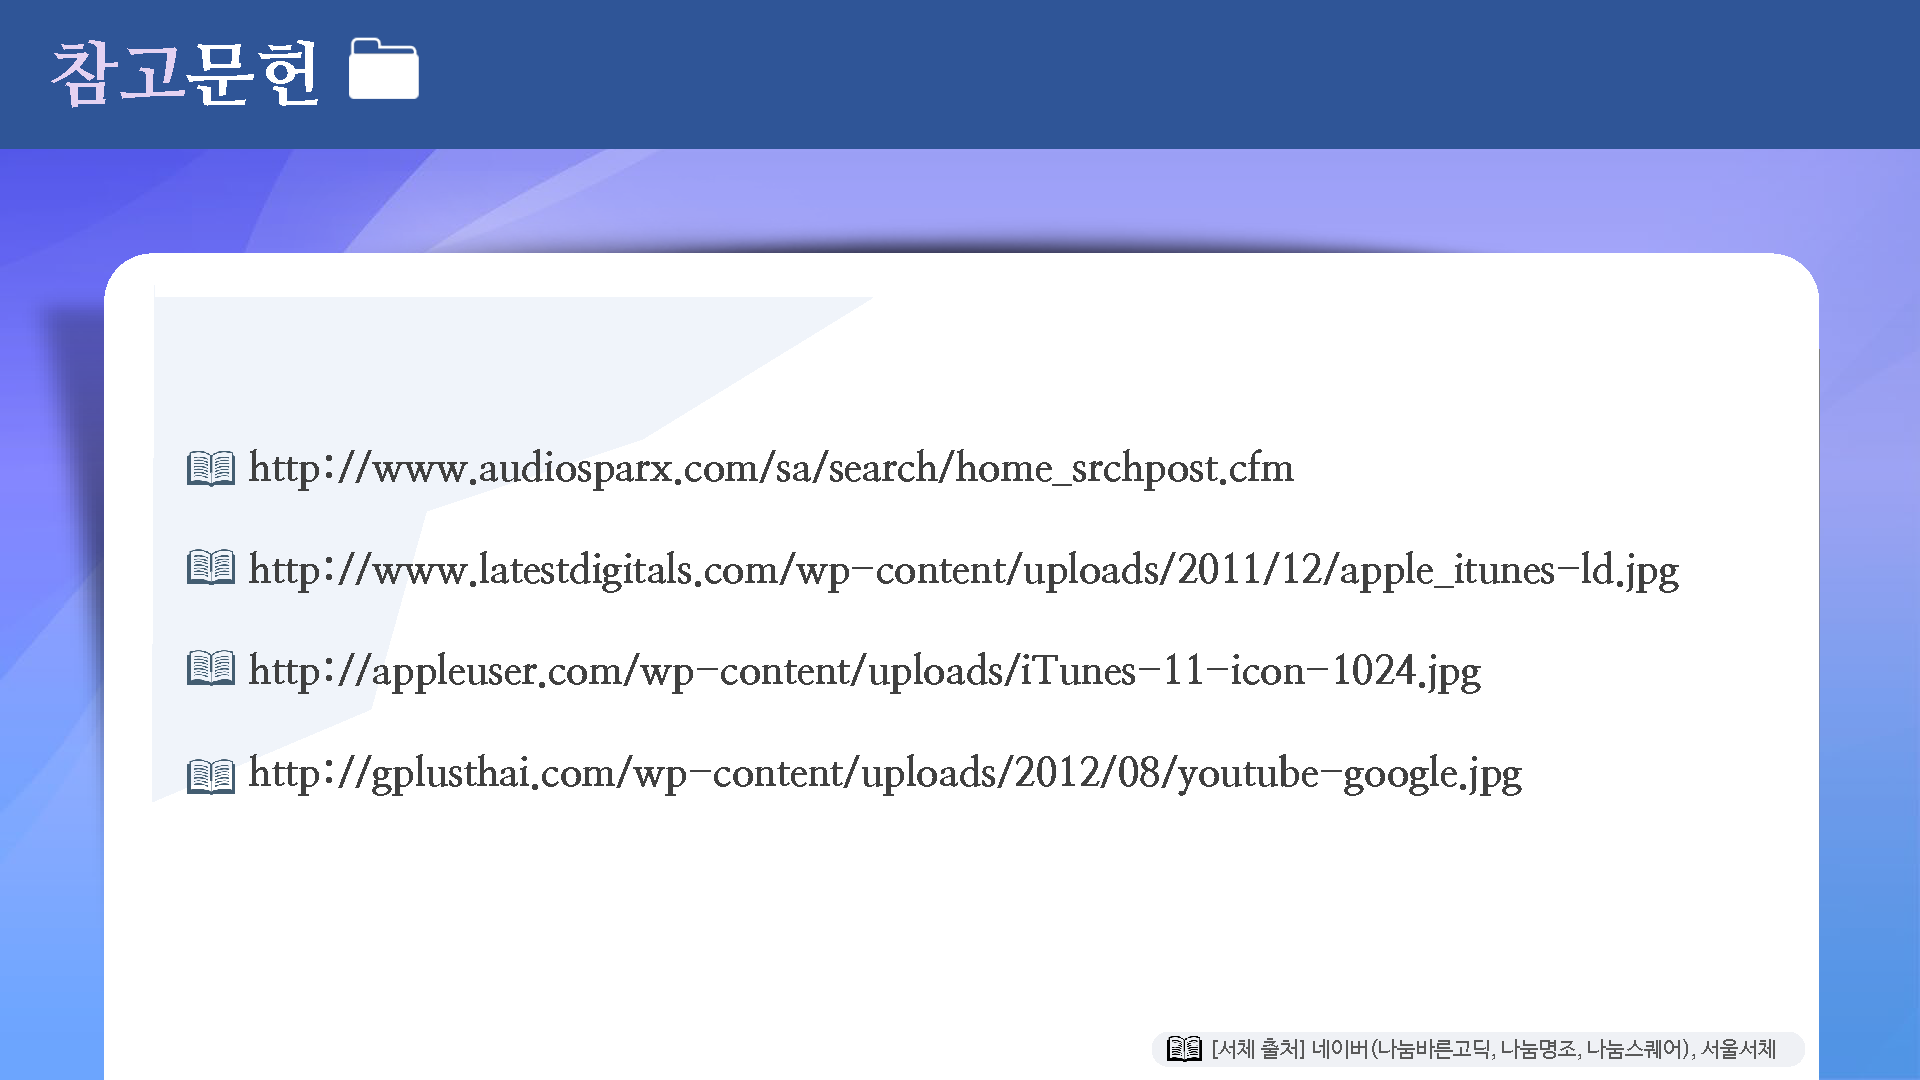 참고문헌
http://www.audiosparx.com/sa/search/home_srchpost.cfm
http://www.latestdigitals.com/wp-content/uploads/2011/12/apple_itunes-ld.jpg
http://appleuser.com/wp-content/uploads/iTunes-11-icon-1024.jpg
http://gplusthai.com/wp-content/uploads/2012/08/youtube-google.jpg
[서체 출처] 네이버(나눔바른고딕, 나눔명조, 나눔스퀘어), 서울서체